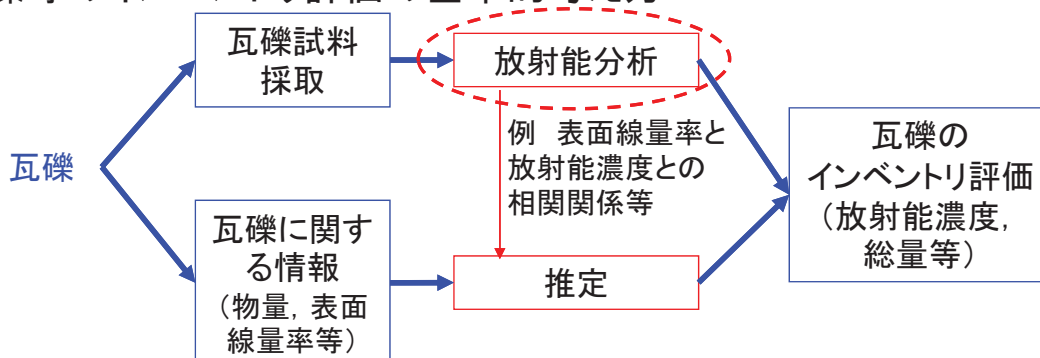 瓦礫試料
採取
放射能分析
瓦礫
例 表面線量率と
放射能濃度との
相関関係等
瓦礫の
インベントリ評価
（放射能濃度,
総量等）
瓦礫に関す
る情報
（物量, 表面
線量率等）
推定